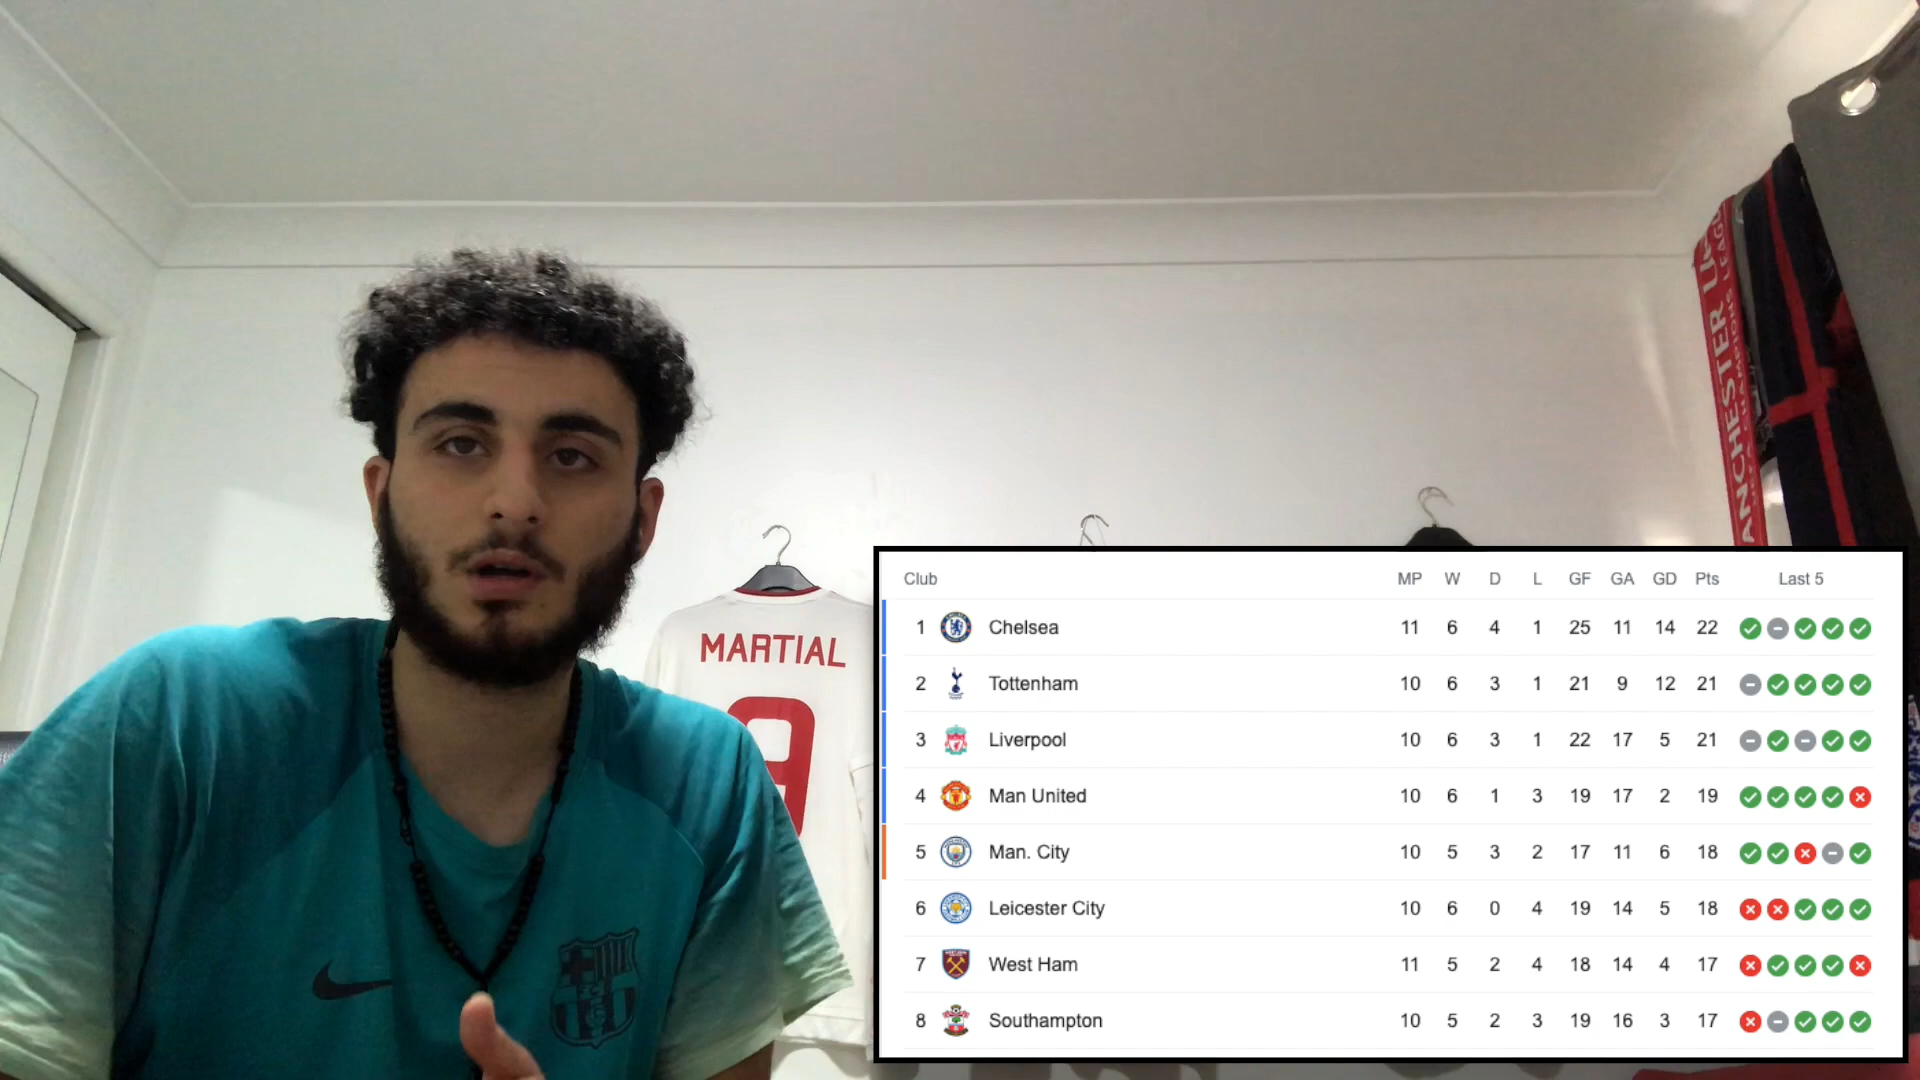 MANCHESTER
CHAMPIONS LEAGUE
MARTIAL
9
Club MP W D L GF GA GD Pts Last 5
1 Chelsea 11 6 4 1 25 11 14 22
2 Tottenham 10 6 3 1 21 9 12 21
3 Liverpool 10 6 3 1 22 17 5 21
4 Man United 10 6 1 3 19 17 2 19
5 Man. City 10 5 3 2 17 11 6 18
6 Leicester City 10 6 0 4 19 14 5 18
7 West Ham 11 5 2 4 18 14 4 17
8 Southampton 10 5 2 3 19 16 3 17